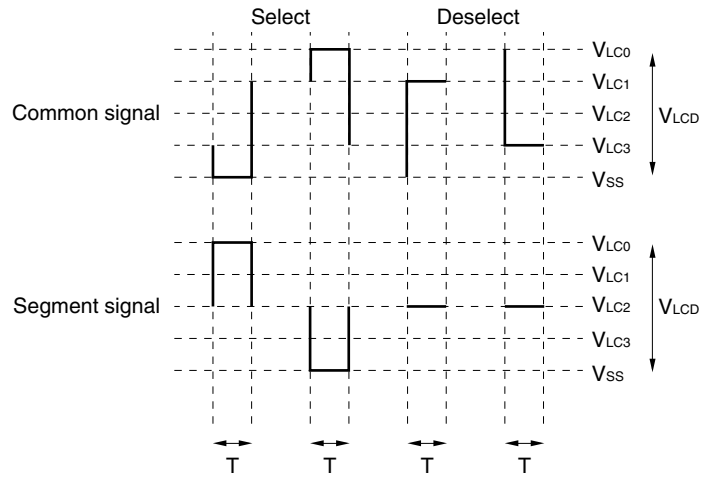 Select Deselect
Common signal
VLC0
VLC1
VLC2
VLC3
VSS
VLCD
Segment signal
VLC0
VLC1
VLC2
VLC3
VSS
VLCD
T T T T